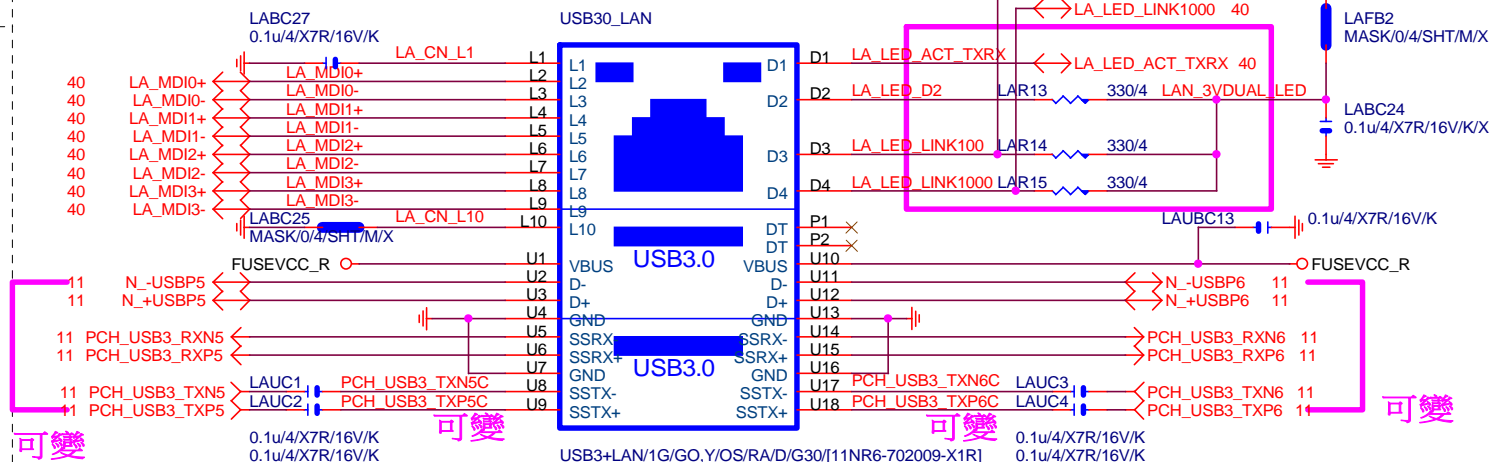 LA_LED_LINK1000 40
LABC27
0.1u/4/X7R/16V/K
USB30_LAN
LAFB2
MASK/0/4/SHT/M/X
LA_CN_L1 L1 L1
D1 D1 LA_LED_ACT_TXRX LA_LED_ACT_TXRX 40
40 LA_MDI0+ LA_MDI0+ L2 L2
40 LA_MDI0- LA_MDI0- L3 L3
D2 D2 LA_LED_D2 LAR13 330/4 LAN_3VDUAL_LED
40 LA_MDI1+ LA_MDI1+ L4 L4
LABC24
0.1u/4/X7R/16V/K/X
40 LA_MDI1- LA_MDI1- L5 L5
40 LA_MDI2+ LA_MDI2+ L6 L6
D3 D3 LA_LED_LINK100 LAR14 330/4
40 LA_MDI2- LA_MDI2- L7 L7
40 LA_MDI3+ LA_MDI3+ L8 L8
D4 D4 LA_LED_LINK1000 LAR15 330/4
40 LA_MDI3- LA_MDI3- L9 L9
LABC25 LA_CN_L10 L10 L10
MASK/0/4/SHT/M/X
DT P1
LAUBC13 0.1u/4/X7R/16V/K
DT P2
USB3.0
FUSEVCC_R U1 VBUS
VBUS U10 FUSEVCC_R
11 N_-USBP5 U2 D-
D- U11 N_-USBP6 11
11 N_+USBP5 U3 D+
D+ U12 N_+USBP6 11
U4 GND
GND U13
11 PCH_USB3_RXN5 U5 SSRX-
SSRX- U14 PCH_USB3_RXN6 11
11 PCH_USB3_RXP5 U6 SSRX+
SSRX+ U15 PCH_USB3_RXP6 11
USB3.0
U7 GND
GND U16
11 PCH_USB3_TXN5 LAUC1 PCH_USB3_TXN5C U8 SSTX-
SSTX- U17 PCH_USB3_TXN6C LAUC3 PCH_USB3_TXN6 11
11 PCH_USB3_TXP5 LAUC2 PCH_USB3_TXP5C U9 SSTX+
SSTX+ U18 PCH_USB3_TXP6C LAUC4 PCH_USB3_TXP6 11
可變
可變
可變
可變
0.1u/4/X7R/16V/K
0.1u/4/X7R/16V/K
USB3+LAN/1G/GO,Y/OS/RA/D/G30/[11NR6-702009-X1R]
0.1u/4/X7R/16V/K
0.1u/4/X7R/16V/K